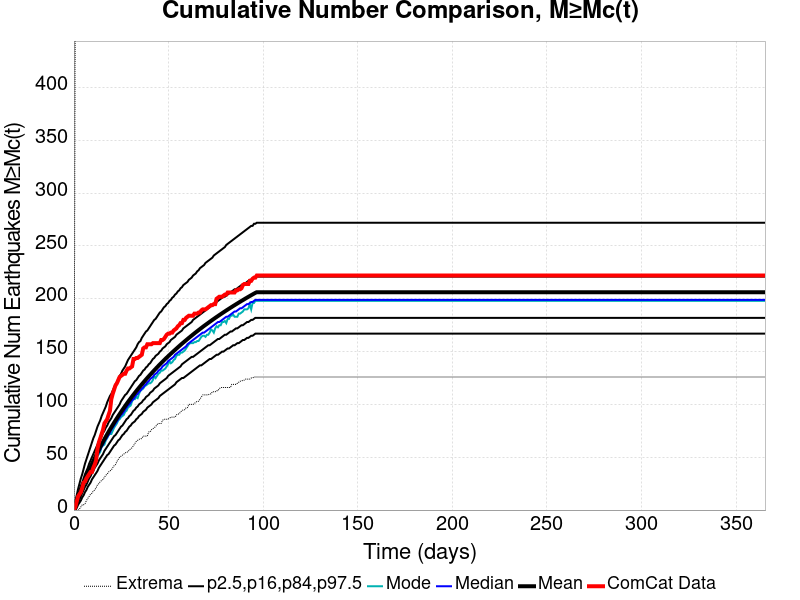 Cumulative Number Comparison, M≥Mc(t)
Cumulative Num Earthquakes M≥Mc(t)
400
350
300
250
200
150
100
50
0
0 50 100 150 200 250 300 350
Time (days)
Extrema p2.5,p16,p84,p97.5 Mode Median Mean ComCat Data